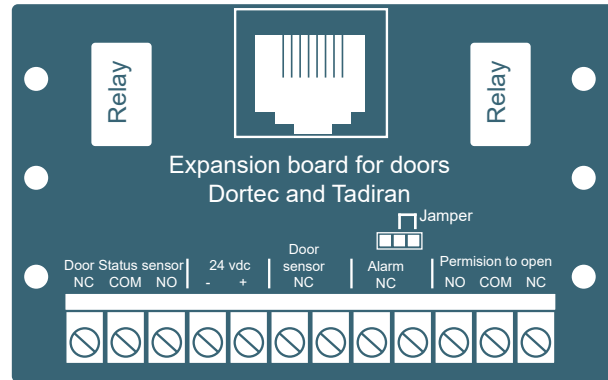 Relay
Relay
Expansion board for doors
Dortec and Tadiran
Jamper
Door Status sensor
NC COM NO
24 vdc
- +
Door
sensor
NC
Alarm
NC
Permision to open
NO COM NC